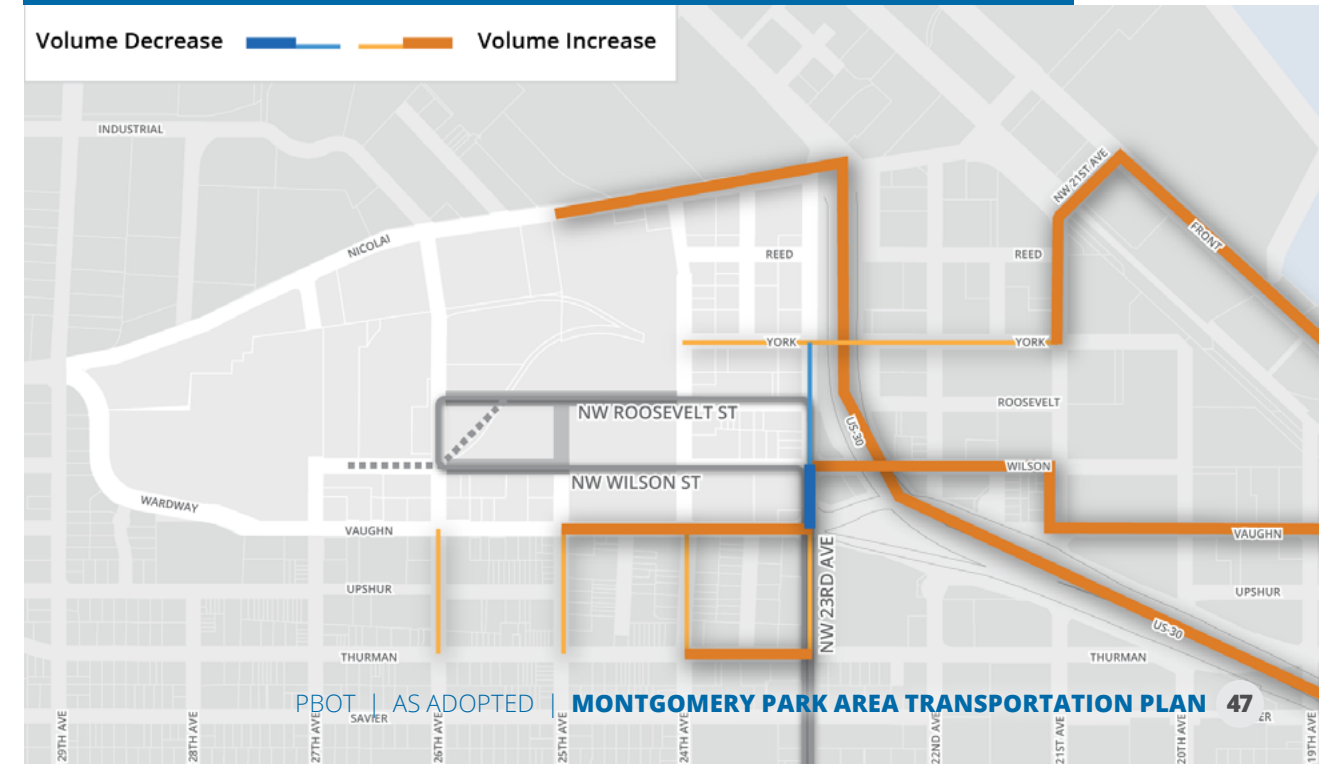 Volume Decrease
Volume Increase
INDUSTRIAL
NW 21ST AVE
FRONT
NICOLAI
REED
REED
YORK
YORK
NW ROOSEVELT ST
ROOSEVELT
US-30
WILSON
NW WILSON ST
WARDWAY
VAUGHN
VAUGHN
NW 23RD AVE
UPSHUR
UPSHUR
US-30
THURMAN
THURMAN
PBOT | AS ADOPTED | MONTGOMERY PARK AREA TRANSPORTATION PLAN 47
SAVIER
ER
29TH AVE
28TH AVE
27TH AVE
26TH AVE
25TH AVE
24TH AVE
22ND AVE
21ST AVE
20TH AVE
19TH AVE